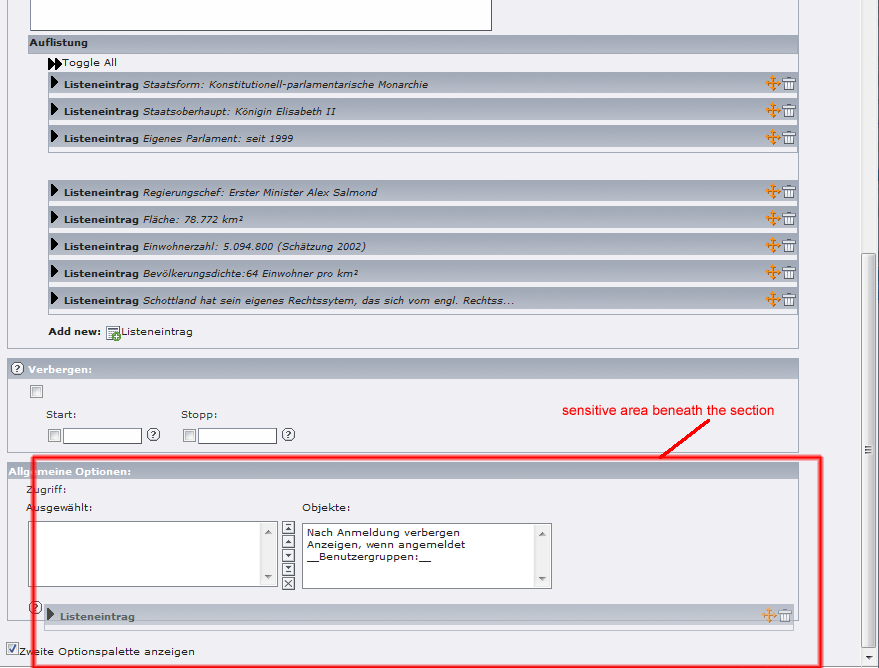 Auflistung
Toggle All
Listeneintrag Staatsform: Konstitutionell-parlamentarische Monarchie
Listeneintrag Staatsoberhaupt: Königin Elisabeth II
Listeneintrag Eigenes Parlament: seit 1999
Listeneintrag Regierungschef: Erster Minister Alex Salmond
Listeneintrag Fläche: 78.772 km²
Listeneintrag Einwohnerzahl: 5.094.800 (Schätzung 2002)
Listeneintrag Bevölkerungsdichte:64 Einwohner pro km²
Listeneintrag Schottland hat sein eigenes Rechtssytem, das sich vom engl. Rechtss...
Add new: Listeneintrag
? Verbergen:
Start: Stopp:
? ?
sensitive area beneath the section
Allgemeine Optionen:
Zugriff:
Ausgewählt: Objekte:
Nach Anmeldung verbergen
Anzeigen, wenn angemeldet
__Benutzergruppen:__
? Listeneintrag
Zweite Optionspalette anzeigen